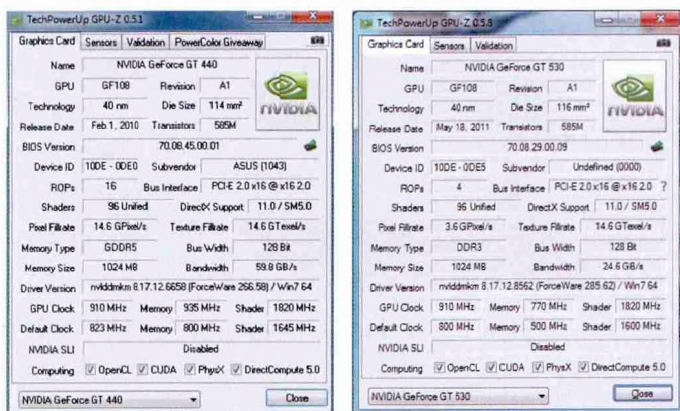 TechPowerUp GPU-Z 0.5.1
Graphics Card Sensors Validation PowerColor Giveaway
Name NVIDIA GeForce GT 440
GPU GF108 Revision A1
Technology 40 nm Die Size 114 mm²
Release Date Feb 1, 2010 Transistors 585M
NVIDIA
BIOS Version 70.08.45.00.01
Device ID 10DE - 0DE0 Subvendor ASUS (1043)
ROPs 16 Bus Interface PCI-E 2.0 x16 @ x16 2.0
Shaders 96 Unified DirectX Support 11.0 / SM5.0
Pixel Fillrate 14.6 GPixel/s Texture Fillrate 14.6 GTexel/s
Memory Type GDDR5 Bus Width 128 Bit
Memory Size 1024 MB Bandwidth 59.8 GB/s
Driver Version nvlddmkm 8.17.12.6658 (ForceWare 266.58) / Win7 64
GPU Clock 910 MHz Memory 935 MHz Shader 1820 MHz
Default Clock 823 MHz Memory 800 MHz Shader 1645 MHz
NVIDIA SLI Disabled
Computing OpenCL CUDA PhysX DirectCompute 5.0
NVIDIA GeForce GT 440 Close
TechPowerUp GPU-Z 0.5.8
Graphics Card Sensors Validation
Name NVIDIA GeForce GT 530
GPU GF108 Revision A1
Technology 40 nm Die Size 116 mm²
Release Date May 18, 2011 Transistors 585M
NVIDIA
BIOS Version 70.08.29.00.09
Device ID 10DE - 0DE5 Subvendor Undefined (0000)
ROPs 4 Bus Interface PCI-E 2.0 x16 @ x16 2.0 ?
Shaders 96 Unified DirectX Support 11.0 / SM5.0
Pixel Fillrate 3.6 GPixel/s Texture Fillrate 14.6 GTexel/s
Memory Type DDR3 Bus Width 128 Bit
Memory Size 1024 MB Bandwidth 24.6 GB/s
Driver Version nvlddmkm 8.17.12.8562 (ForceWare 285.62) / Win7 64
GPU Clock 910 MHz Memory 770 MHz Shader 1820 MHz
Default Clock 800 MHz Memory 500 MHz Shader 1600 MHz
NVIDIA SLI Disabled
Computing OpenCL CUDA PhysX DirectCompute 5.0
NVIDIA GeForce GT 530 Close